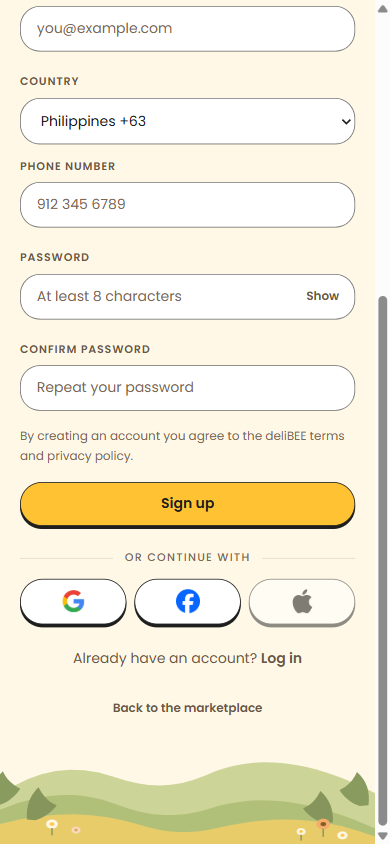 you@example.com
COUNTRY
Philippines +63
PHONE NUMBER
912 345 6789
PASSWORD
At least 8 characters
Show
CONFIRM PASSWORD
Repeat your password
By creating an account you agree to the deliBEE terms
and privacy policy.
Sign up
OR CONTINUE WITH
Already have an account? Log in
Back to the marketplace